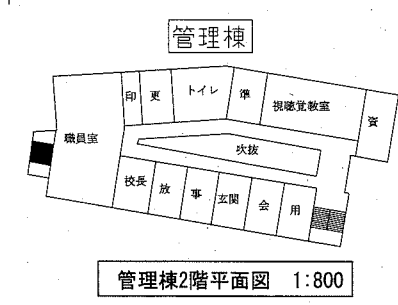 管理棟
印 更 トイレ 準 視聴覚教室 資
職員室
吹抜
校長 放 事 玄関 会 用
管理棟2階平面図 1:800